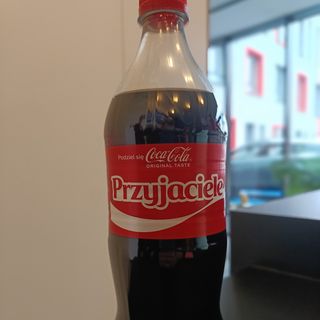 Podziel się Coca-Cola
ORIGINAL TASTE
Przyjaciele